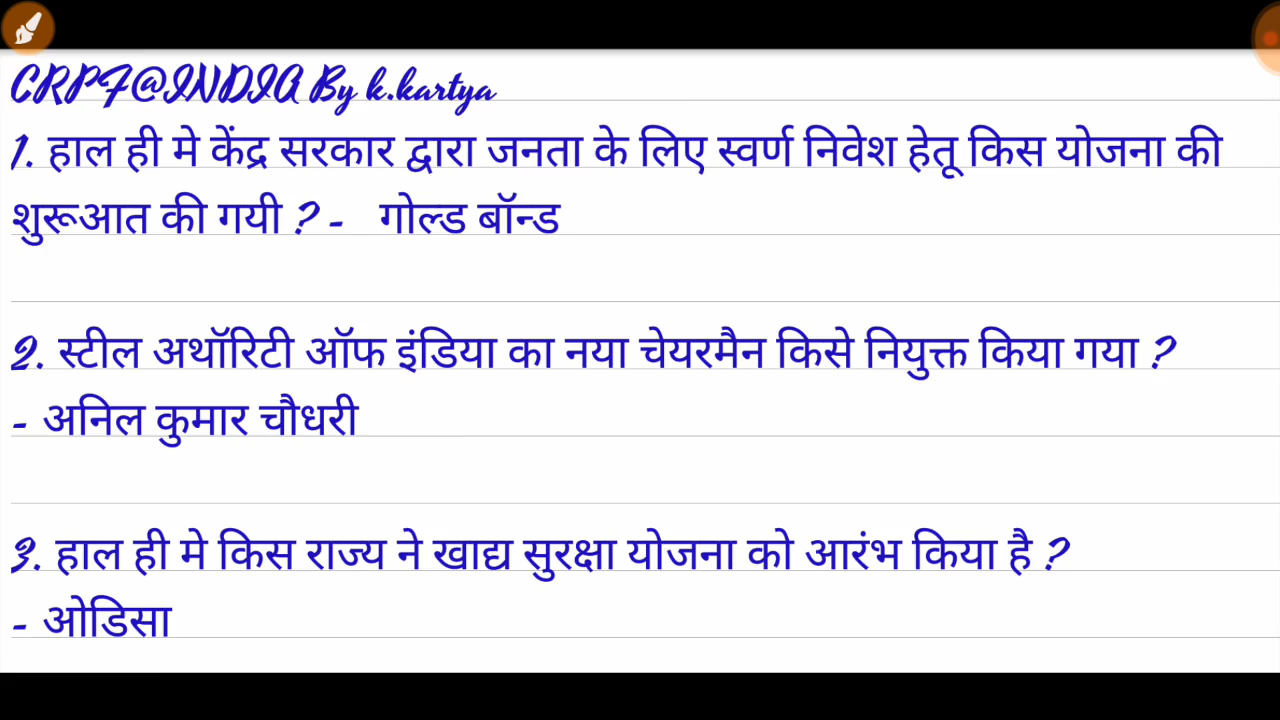 CRPF@INDIA By k.kartya
1. हाल ही मे केंद्र सरकार द्वारा जनता के लिए स्वर्ण निवेश हेतू किस योजना की
शुरूआत की गयी ? - गोल्ड बॉन्ड
2. स्टील अथॉरिटी ऑफ इंडिया का नया चेयरमैन किसे नियुक्त किया गया ?
- अनिल कुमार चौधरी
3. हाल ही मे किस राज्य ने खाद्य सुरक्षा योजना को आरंभ किया है ?
- ओडिसा